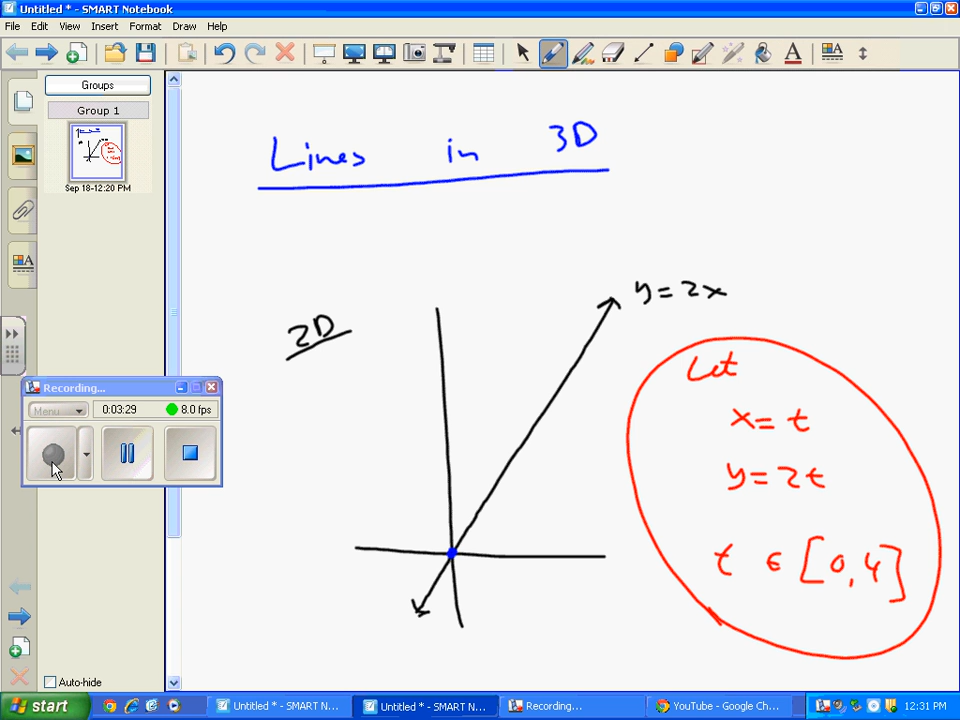 Untitled * - SMART Notebook
File Edit View Insert Format Draw Help
Groups
Group 1
Sep 18-12:20 PM
Lines in 3D
2D
y=2x
Let
x=t
y=2t
t ∈ [0,4]
Recording...
Menu 0:03:29 8.0 fps
Auto-hide
start Untitled * - SMART N... Untitled * - SMART N... Recording... YouTube - Google Ch... 12:31 PM